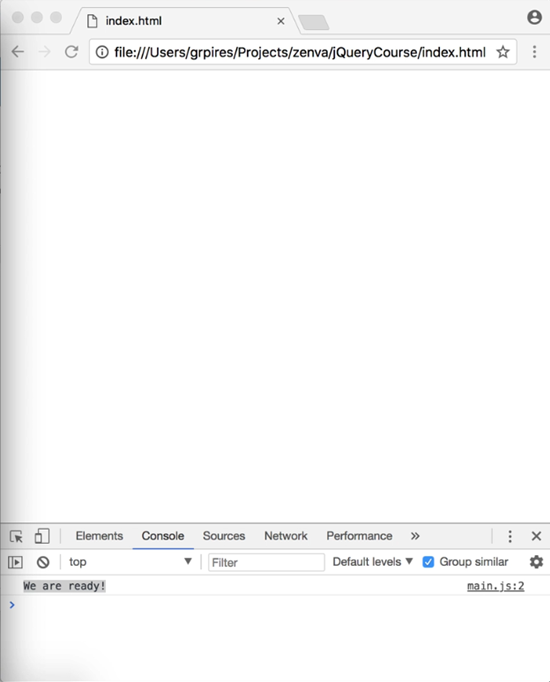 index.html
file:///Users/grpires/Projects/zenva/jQueryCourse/index.html
Elements Console Sources Network Performance
top Filter Default levels Group similar
We are ready! main.js:2